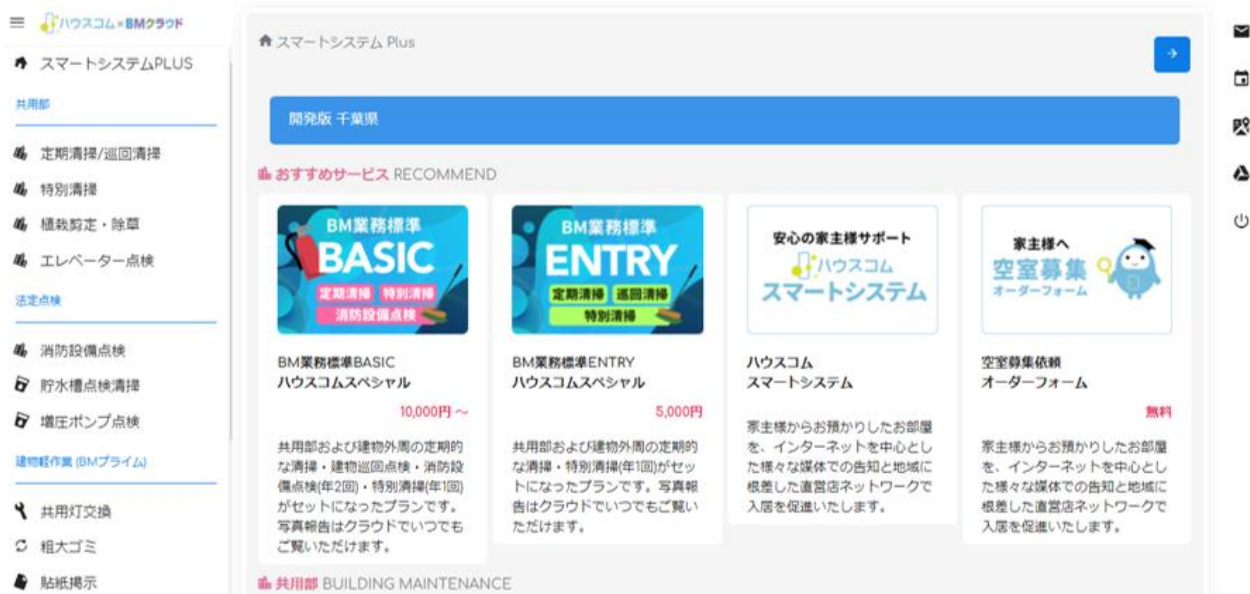 ハウスコム×BMクラウド
スマートシステムPLUS
共用部
定期清掃/巡回清掃
特別清掃
植栽剪定・除草
エレベーター点検
法定点検
消防設備点検
貯水槽点検清掃
増圧ポンプ点検
建物軽作業 (BMプライム)
共用灯交換
粗大ゴミ
貼紙掲示
スマートシステム Plus
開発版 千葉県
おすすめサービス RECOMMEND
BM業務標準
BASIC
定期清掃 特別清掃
消防設備点検
BM業務標準BASIC
ハウスコムスペシャル
10,000円 ～
共用部および建物外周の定期的
な清掃・建物巡回点検・消防設
備点検(年2回)・特別清掃(年1回)
がセットになったプランです。
写真報告はクラウドでいつでも
ご覧いただけます。
BM業務標準
ENTRY
定期清掃 巡回清掃
特別清掃
BM業務標準ENTRY
ハウスコムスペシャル
5,000円
共用部および建物外周の定期的
な清掃・特別清掃(年1回)がセッ
トになったプランです。写真報
告はクラウドでいつでもご覧い
ただけます。
安心の家主様サポート
ハウスコム
スマートシステム
ハウスコム
スマートシステム
家主様からお預かりしたお部屋
を、インターネットを中心とし
た様々な媒体での告知と地域に
根差した直営店ネットワークで
入居を促進いたします。
家主様へ
空室募集
オーダーフォーム
空室募集依頼
オーダーフォーム
無料
家主様からお預かりしたお部屋
を、インターネットを中心とし
た様々な媒体での告知と地域に
根差した直営店ネットワークで
入居を促進いたします。
共用部 BUILDING MAINTENANCE